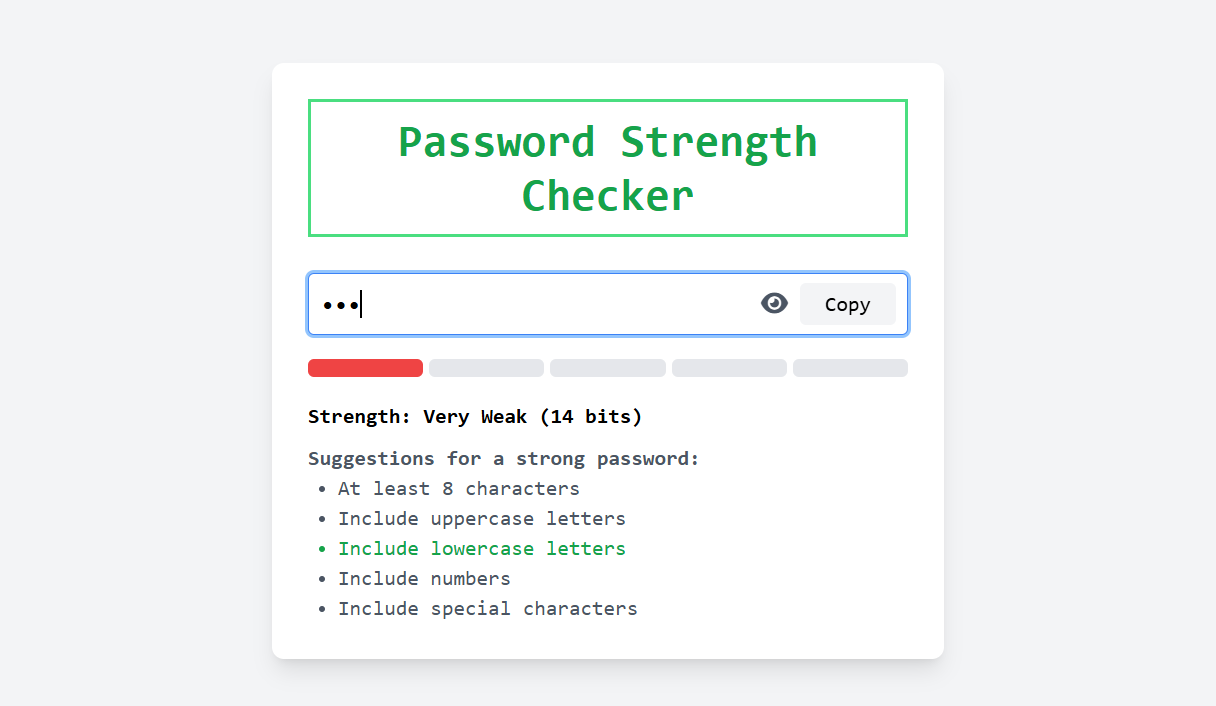 Password Strength
Checker
•••
Copy
Strength: Very Weak (14 bits)
Suggestions for a strong password:
• At least 8 characters
• Include uppercase letters
• Include lowercase letters
• Include numbers
• Include special characters